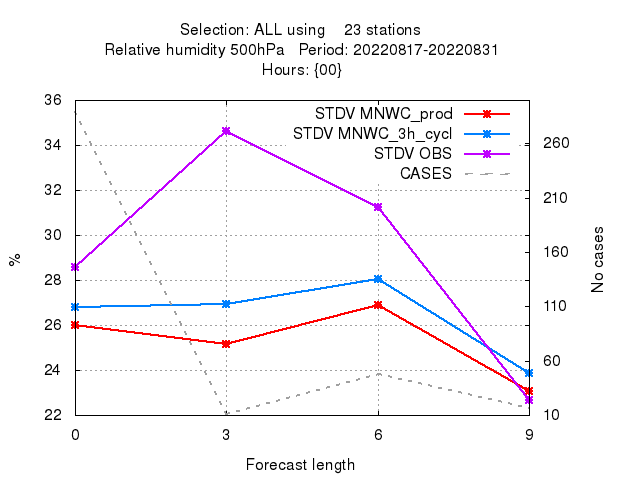 Selection: ALL using    23 stations
Relative humidity 500hPa   Period: 20220817-20220831
Hours: {00}
STDV MNWC_prod
STDV MNWC_3h_cycl
STDV OBS
CASES
36
34
32
30
28
26
24
22
%
260
210
160
110
60
10
No cases
0 3 6 9
Forecast length